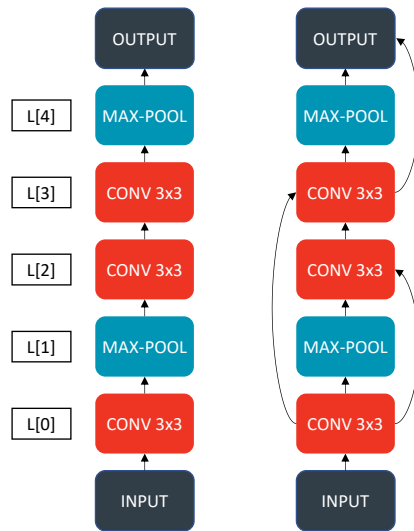 OUTPUT OUTPUT
L[4] MAX-POOL MAX-POOL
L[3] CONV 3x3 CONV 3x3
L[2] CONV 3x3 CONV 3x3
L[1] MAX-POOL MAX-POOL
L[0] CONV 3x3 CONV 3x3
INPUT INPUT